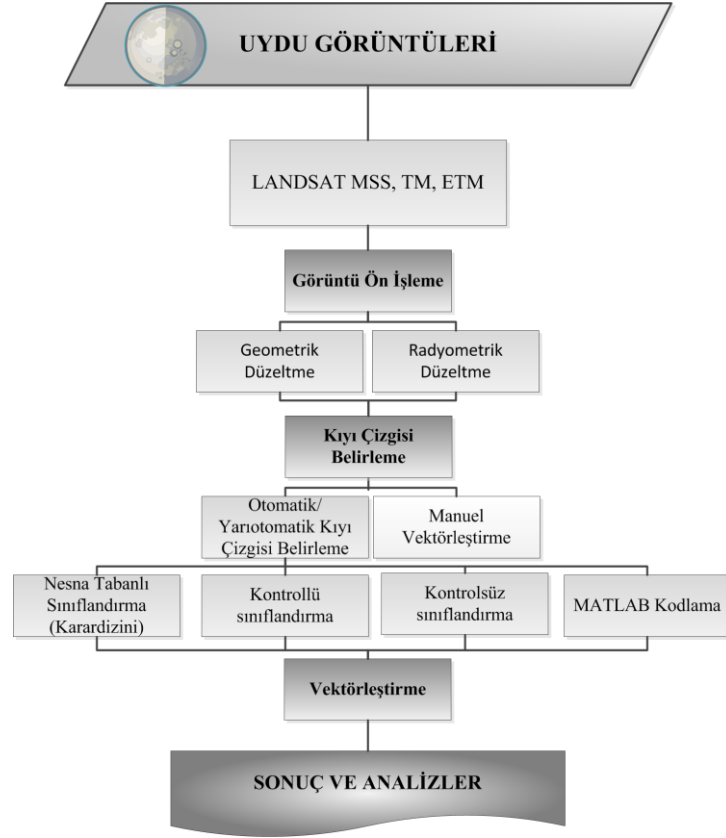 UYDU GÖRÜNTÜLERİ
LANDSAT MSS, TM, ETM
Görüntü Ön İşleme
Geometrik
Düzeltme
Radyometrik
Düzeltme
Kıyı Çizgisi
Belirleme
Otomatik/
Yarıotomatik Kıyı
Çizgisi Belirleme
Manuel
Vektörleştirme
Nesna Tabanlı
Sınıflandırma
(Karardizini)
Kontrollü
sınıflandırma
Kontrolsüz
sınıflandırma
MATLAB Kodlama
Vektörleştirme
SONUÇ VE ANALİZLER